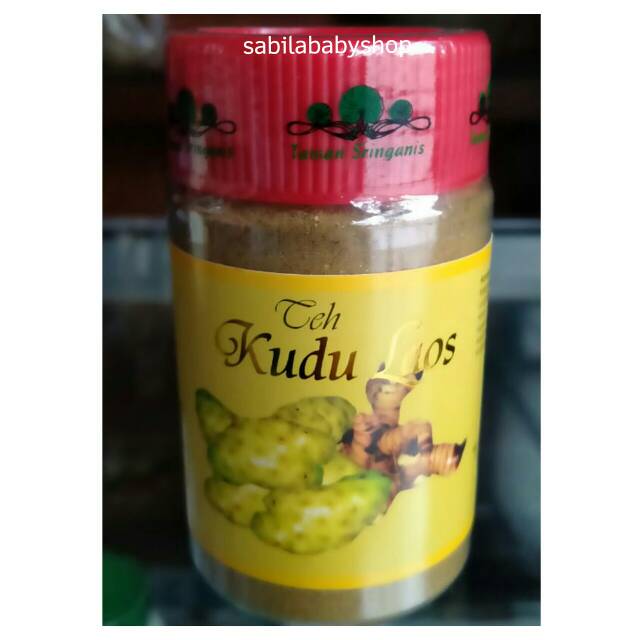 sabilababyshop
Taman Sringanis
Teh
Kudu Laos